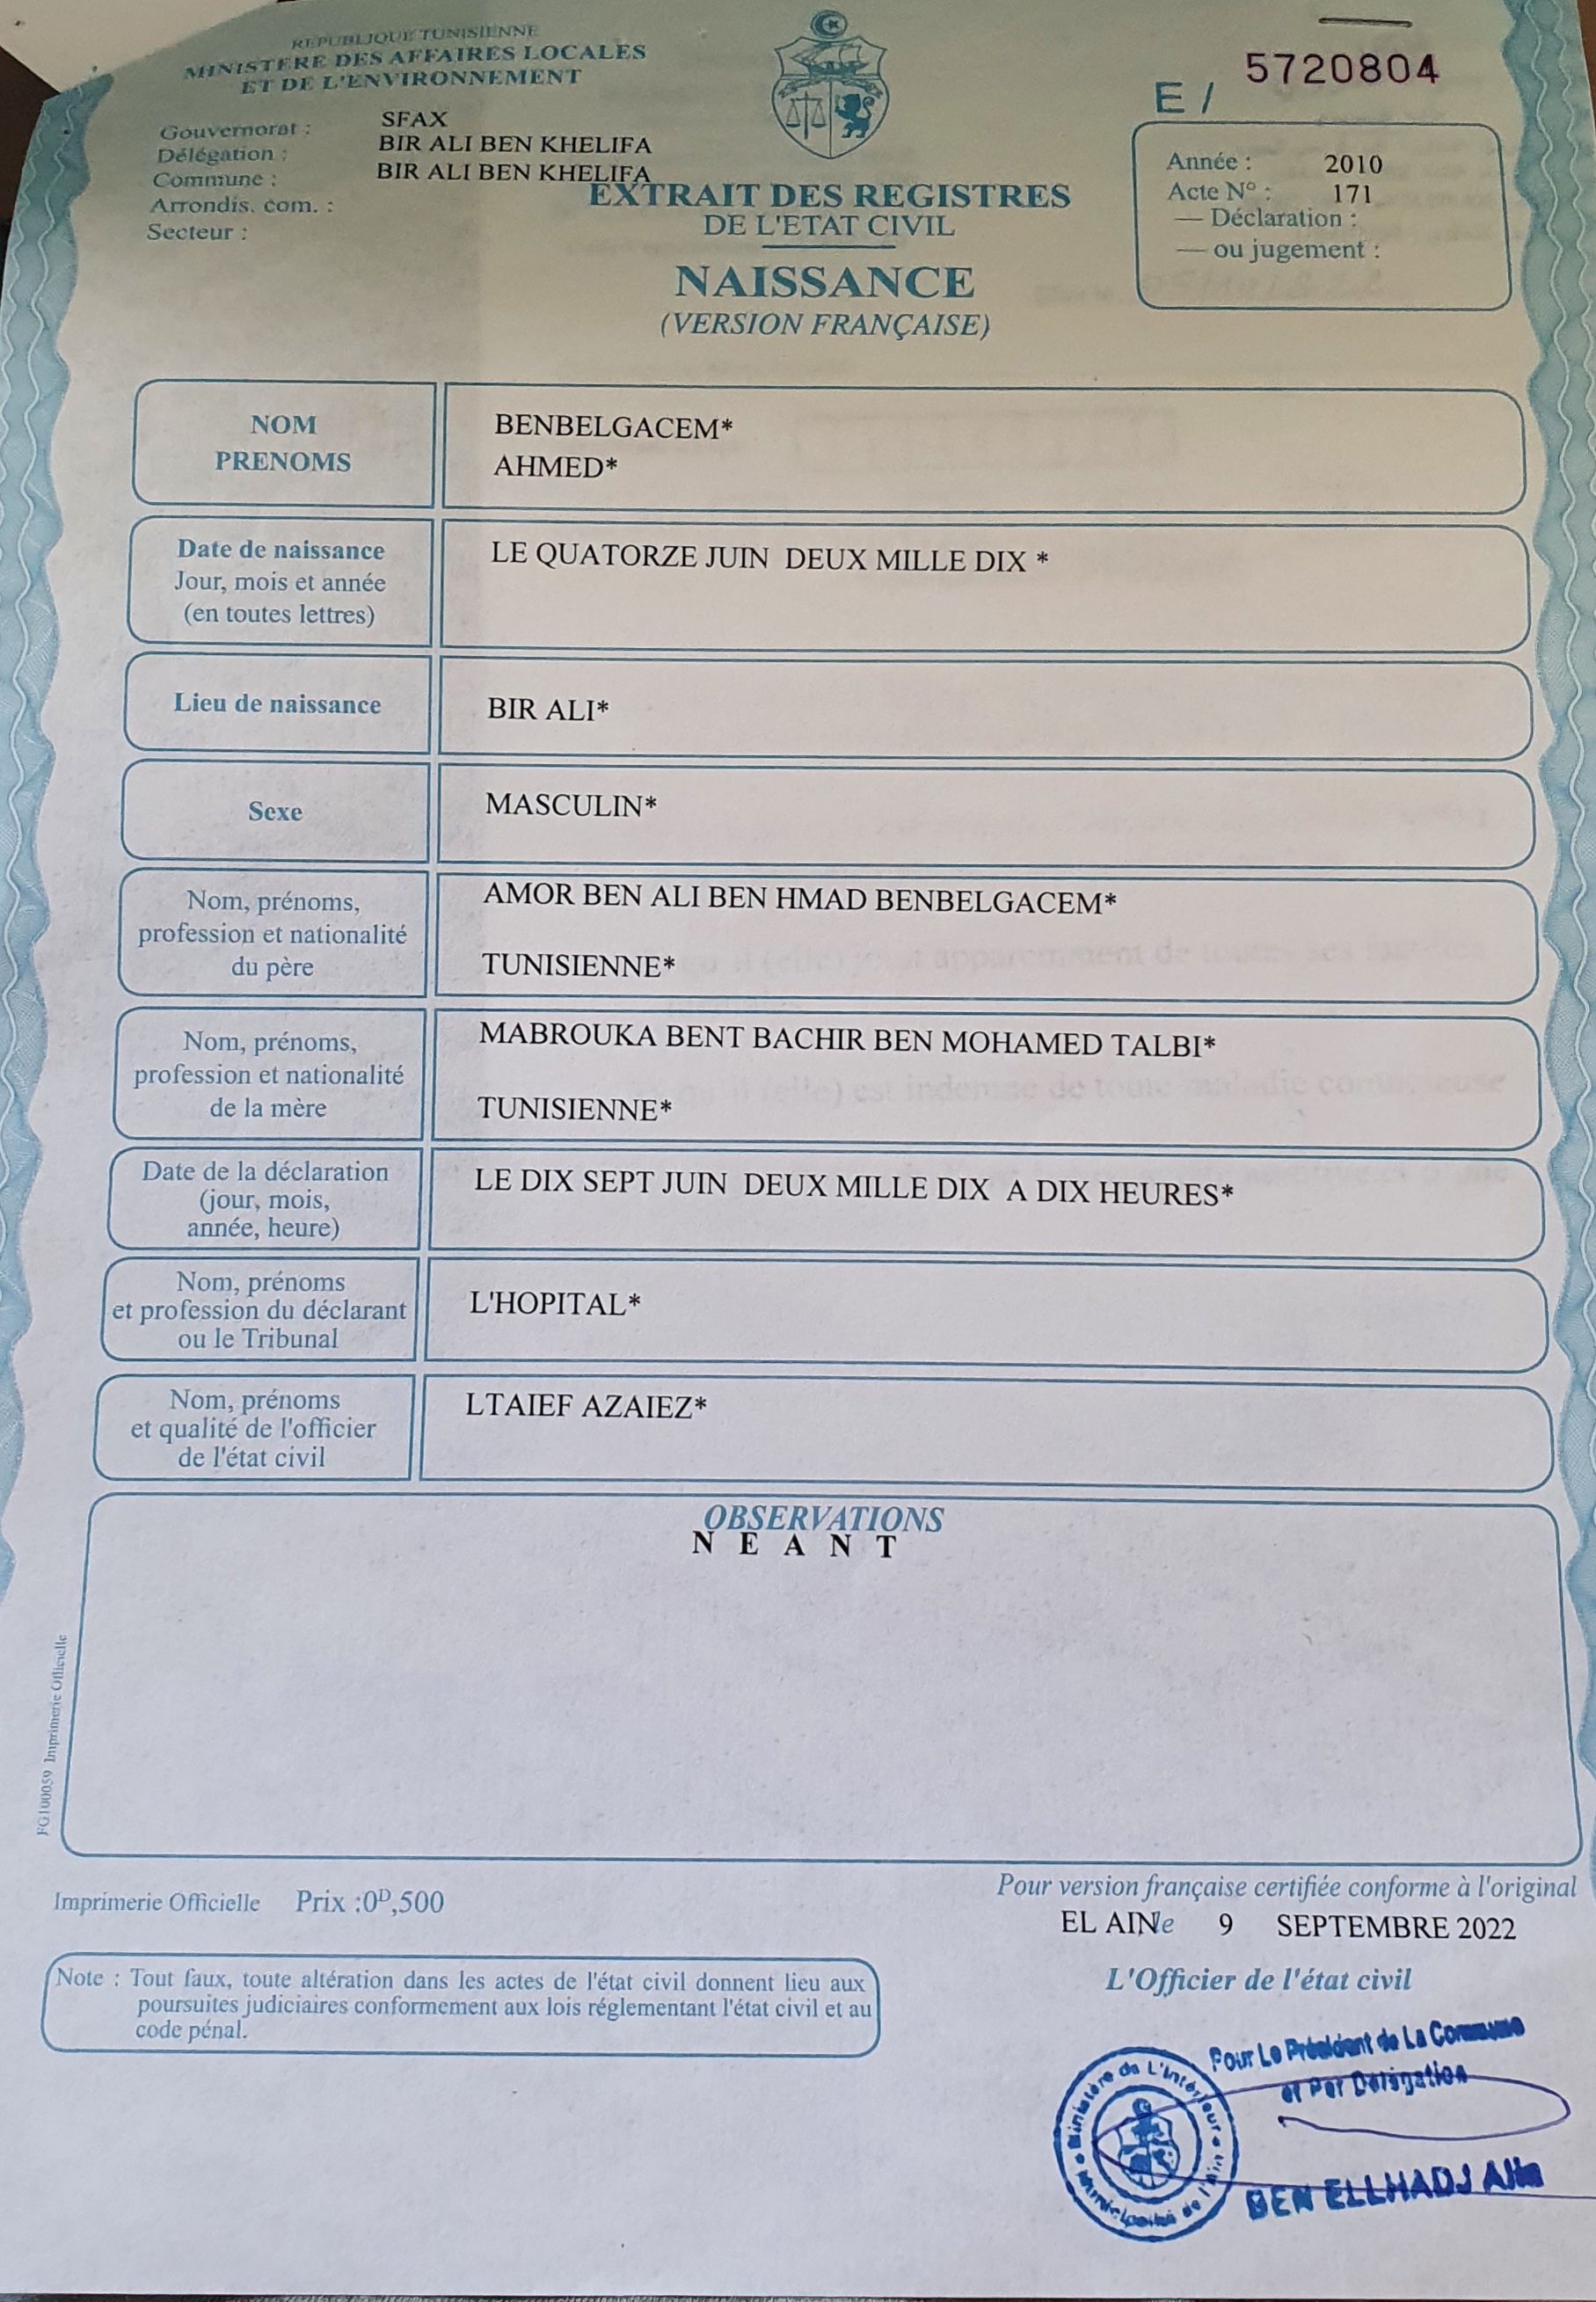 REPUBLIQUE TUNISIENNE
MINISTERE DES AFFAIRES LOCALES
ET DE L'ENVIRONNEMENT
Gouvernorat : SFAX
Délégation : BIR ALI BEN KHELIFA
Commune : BIR ALI BEN KHELIFA
Arrondis. com. :
Secteur :
E / 5720804
Année : 2010
Acte N° : 171
— Déclaration :
— ou jugement :
EXTRAIT DES REGISTRES
DE L'ETAT CIVIL
NAISSANCE
(VERSION FRANÇAISE)
NOM BENBELGACEM*
PRENOMS AHMED*
Date de naissance LE QUATORZE JUIN DEUX MILLE DIX *
Jour, mois et année
(en toutes lettres)
Lieu de naissance BIR ALI*
Sexe MASCULIN*
Nom, prénoms, AMOR BEN ALI BEN HMAD BENBELGACEM*
profession et nationalité
du père TUNISIENNE*
Nom, prénoms, MABROUKA BENT BACHIR BEN MOHAMED TALBI*
profession et nationalité
de la mère TUNISIENNE*
Date de la déclaration LE DIX SEPT JUIN DEUX MILLE DIX A DIX HEURES*
(jour, mois,
année, heure)
Nom, prénoms
et profession du déclarant L'HOPITAL*
ou le Tribunal
Nom, prénoms LTAIEF AZAIEZ*
et qualité de l'officier
de l'état civil
OBSERVATIONS
N E A N T
FG100059 Imprimerie Officielle
Imprimerie Officielle Prix :0D,500
Pour version française certifiée conforme à l'original
EL AIN le 9 SEPTEMBRE 2022
L'Officier de l'état civil
Note : Tout faux, toute altération dans les actes de l'état civil donnent lieu aux
poursuites judiciaires conformement aux lois réglementant l'état civil et au
code pénal.
Pour Le Président de La Commune
et Par Délégation
BEN ELLHADJ Alia
Ministère de L'Intérieur
Municipalité de l'Ain